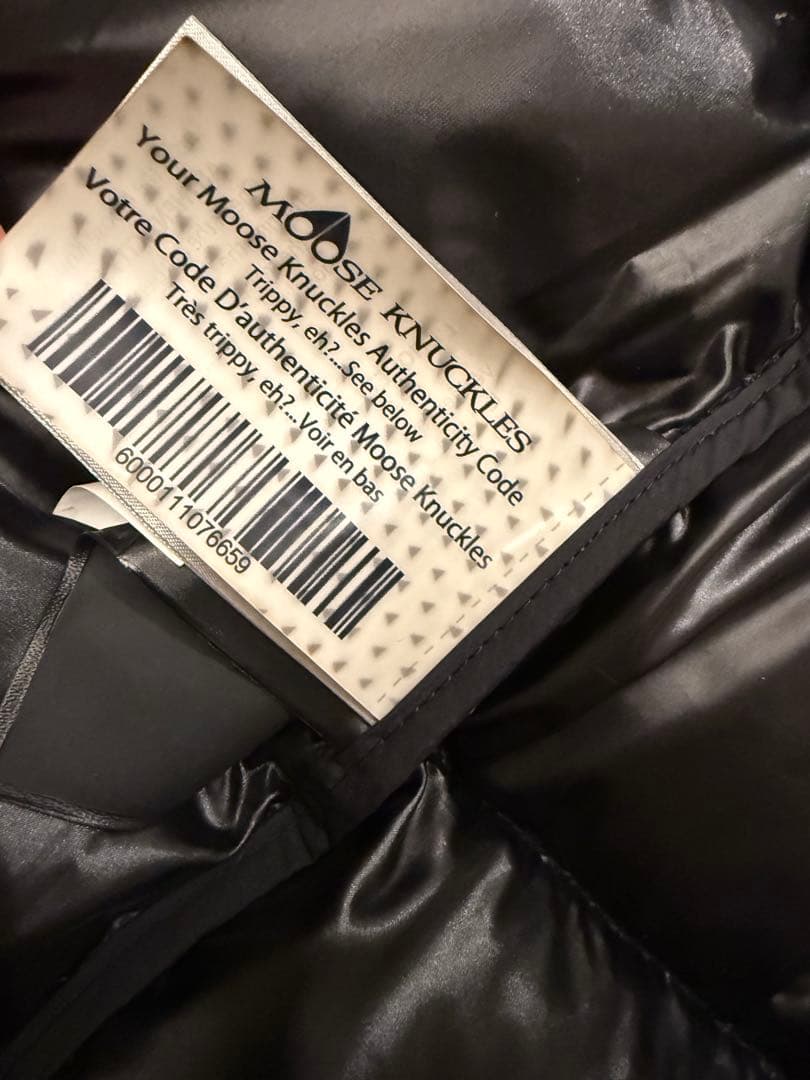 MOOSE KNUCKLES
Your Moose Knuckles Authenticity Code
Trippy, eh?...See below
Votre Code D'authenticité Moose Knuckles
Très trippy, eh?...Voir en bas
6000111076659